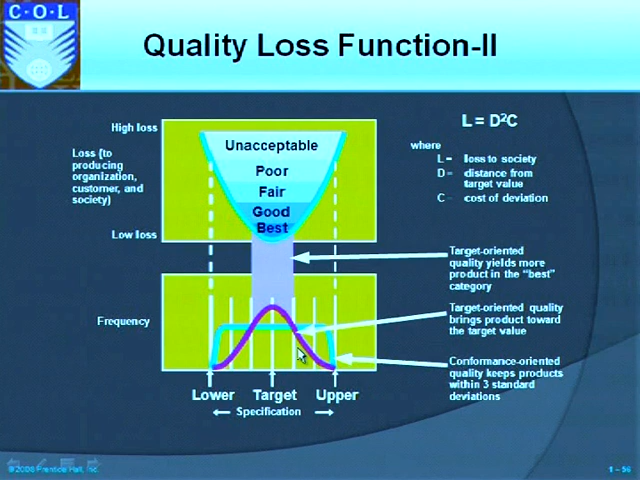 C·O·L
Quality Loss Function-II
High loss
Loss (to
producing
organization,
customer, and
society)
Low loss
Unacceptable
Poor
Fair
Good
Best
L = D²C
where
L = loss to society
D = distance from
target value
C = cost of deviation
Target-oriented
quality yields more
product in the “best”
category
Target-oriented quality
brings product toward
the target value
Conformance-oriented
quality keeps products
within 3 standard
deviations
Frequency
Lower Target Upper
Specification
© 2008 Prentice Hall, Inc.
1 – 56